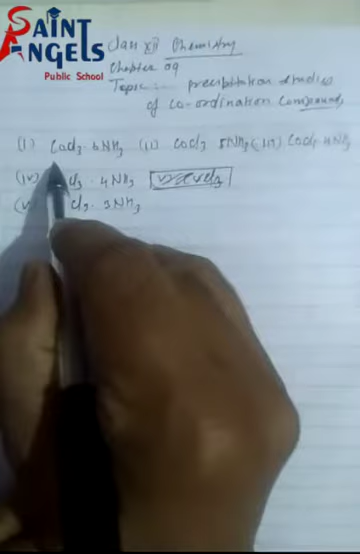 SAINT
ANGELS
Public School
Class XII Chemistry
Chapter 09
Topic :- precipitation studies
of co-ordination compounds
(i) CoCl3. 6NH3 (ii) CoCl3 5NH3 (iii) CoCl3 4NH3
(iv) Cl3. 4NH3
(v) Cl3. 3NH3